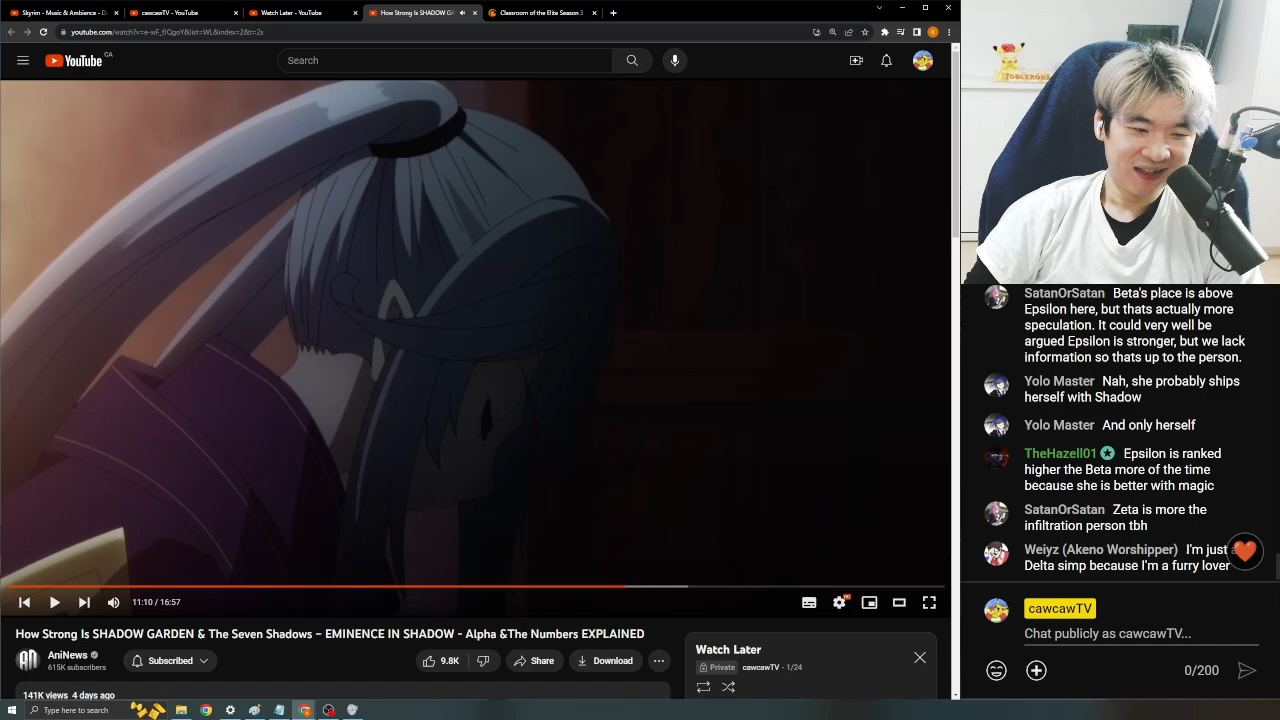 Skyrim - Music & Ambience - D
cawcawTV - YouTube
Watch Later - YouTube
How Strong Is SHADOW GA
Classroom of the Elite Season 3
youtube.com/watch?v=e-wF_fIQgoY&list=WL&index=2&t=2s
YouTube CA
Search
TOBLERONE
SatanOrSatan Beta's place is above
Epsilon here, but thats actually more
speculation. It could very well be
argued Epsilon is stronger, but we lack
information so thats up to the person.
Yolo Master Nah, she probably ships
herself with Shadow
Yolo Master And only herself
TheHazell01 Epsilon is ranked
higher the Beta more of the time
because she is better with magic
SatanOrSatan Zeta is more the
infiltration person tbh
Weiyz (Akeno Worshipper) I'm just
Delta simp because I'm a furry lover
cawcawTV
Chat publicly as cawcawTV...
0/200
11:10 / 16:57
HD
How Strong Is SHADOW GARDEN & The Seven Shadows – EMINENCE IN SHADOW - Alpha &The Numbers EXPLAINED
AN
AniNews
615K subscribers
Subscribed
9.8K
Share
Download
Watch Later
Private cawcawTV - 1/24
141K views 4 days ago
Type here to search